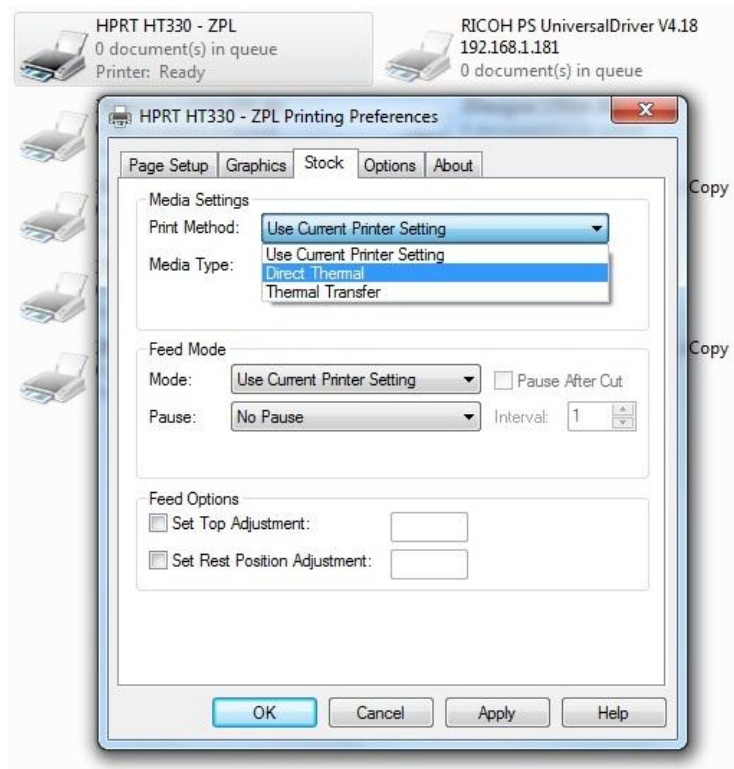 HPRT HT330 - ZPL
0 document(s) in queue
Printer: Ready
RICOH PS UniversalDriver V4.18
192.168.1.181
0 document(s) in queue
HPRT HT330 - ZPL Printing Preferences
Page Setup Graphics Stock Options About
Copy
Media Settings
Print Method: Use Current Printer Setting
Use Current Printer Setting
Media Type:
Direct Thermal
Thermal Transfer
Copy
Feed Mode
Mode: Use Current Printer Setting Pause After Cut
Pause: No Pause Interval: 1
Feed Options
Set Top Adjustment:
Set Rest Position Adjustment:
OK Cancel Apply Help